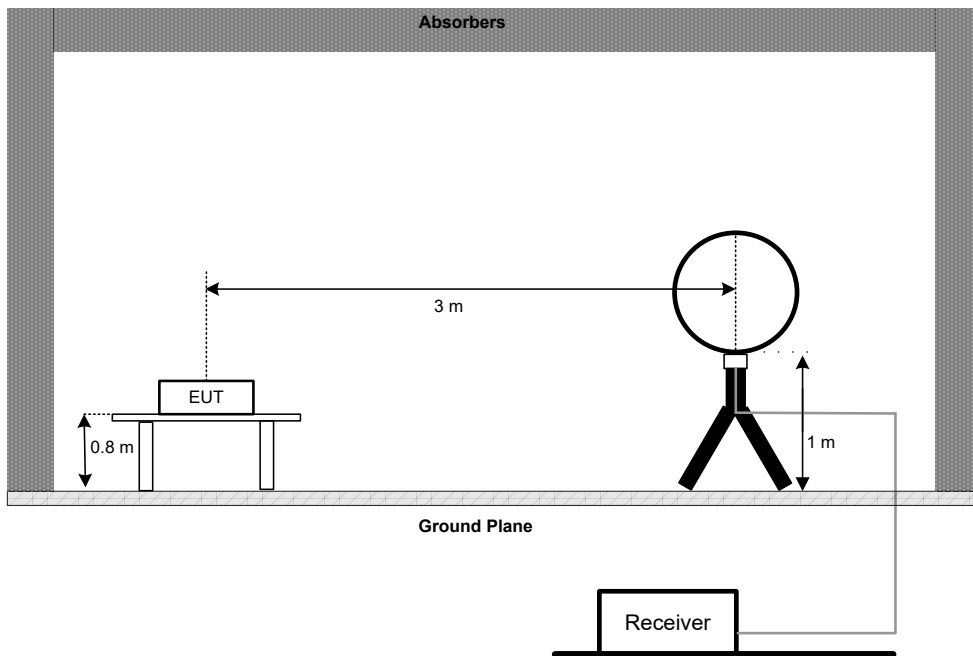 Absorbers
3 m
EUT
0.8 m
1 m
Ground Plane
Receiver